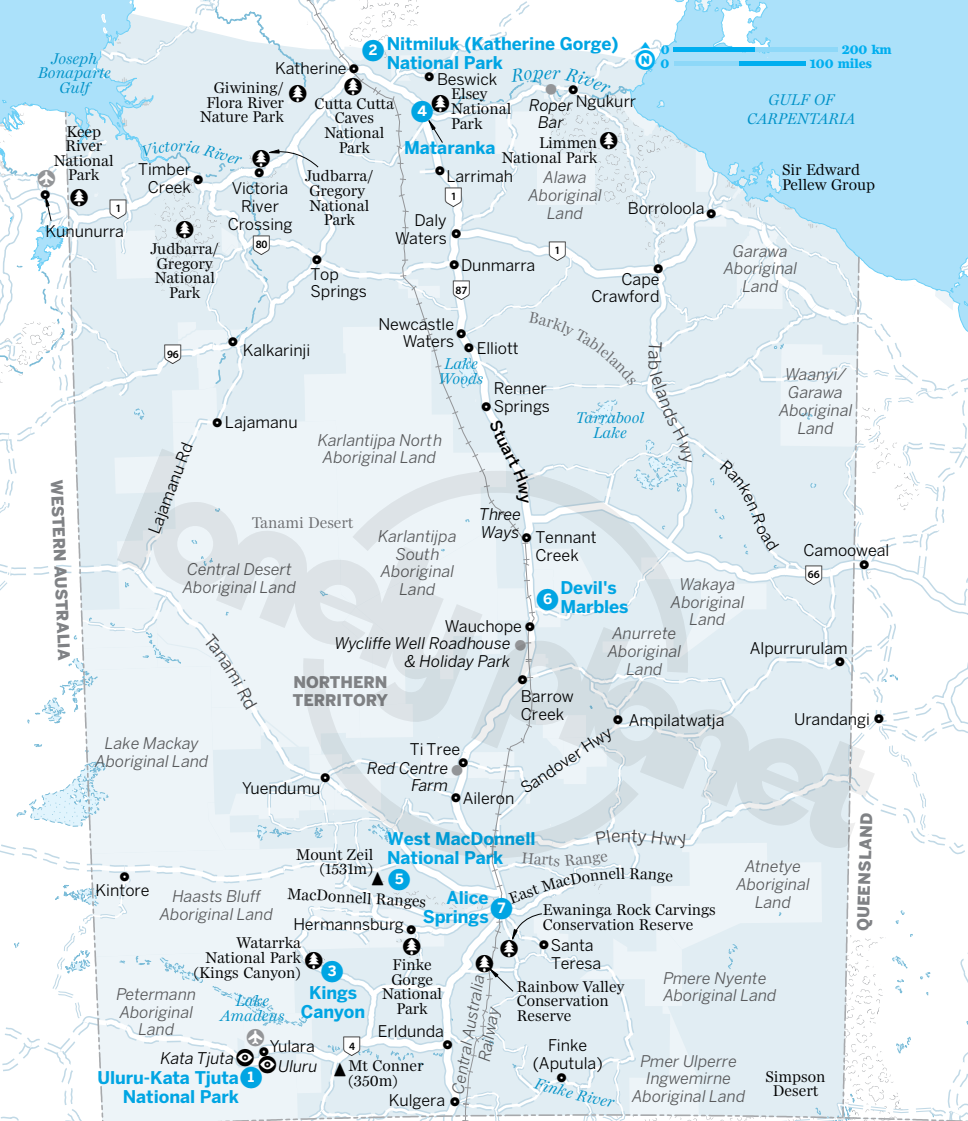 2 Nitmiluk (Katherine Gorge)
National Park
N
0 200 km
0 100 miles
Joseph
Bonaparte
Gulf
Katherine
Beswick
Roper River
Giwining/
Flora River
Nature Park
Cutta Cutta
Caves
National
Park
Elsey
National
Park
4
Mataranka
Roper
Bar
Ngukurr
GULF OF
CARPENTARIA
Keep
River
National
Park
Victoria River
Limmen
National Park
Timber
Creek
Victoria
River
Crossing
Judbarra/
Gregory
National
Park
Larrimah
Alawa
Aboriginal
Land
Sir Edward
Pellew Group
1
1
Kununurra
Judbarra/
Gregory
National
Park
80
Daly
Waters
1
Borroloola
Garawa
Aboriginal
Land
Top
Springs
Dunmarra
Cape
Crawford
87
Newcastle
Waters
Elliott
Barkly Tablelands
Tablelands Hwy
96
Kalkarinji
Lake
Woods
Renner
Springs
Waanyi/
Garawa
Aboriginal
Land
Lajamanu
Tarrabool
Lake
Karlantijpa North
Aboriginal Land
Stuart Hwy
Lajamanu Rd
Ranken Road
WESTERN AUSTRALIA
Tanami Desert
Three
Ways
Karlantijpa
South
Aboriginal
Land
Tennant
Creek
Camooweal
66
Central Desert
Aboriginal Land
6 Devil's
Marbles
Wakaya
Aboriginal
Land
Wauchope
Wycliffe Well Roadhouse
& Holiday Park
Anurrete
Aboriginal
Land
Alpurrurulam
Tanami Rd
NORTHERN
TERRITORY
Barrow
Creek
Ampilatwatja
Urandangi
Lake Mackay
Aboriginal Land
Ti Tree
Red Centre
Farm
Sandover Hwy
Yuendumu
Aileron
lonely planet
West MacDonnell
National Park
Plenty Hwy
Harts Range
QUEENSLAND
Mount Zeil
(1531m)
5
MacDonnell Ranges
East MacDonnell Range
Kintore
Haasts Bluff
Aboriginal Land
Alice
Springs
7
Atnetye
Aboriginal
Land
Ewaninga Rock Carvings
Conservation Reserve
Hermannsburg
Watarrka
National Park
(Kings Canyon)
3
Kings
Canyon
Finke
Gorge
National
Park
Santa
Teresa
Rainbow Valley
Conservation
Reserve
Pmere Nyente
Aboriginal Land
Petermann
Aboriginal
Land
Lake
Amadeus
Central Australia
Railway
Erldunda
4
Yulara
Kata Tjuta
Uluru
Mt Conner
(350m)
1
Uluru-Kata Tjuta
National Park
Finke
(Aputula)
Finke River
Pmer Ulperre
Ingwemirne
Aboriginal Land
Simpson
Desert
Kulgera